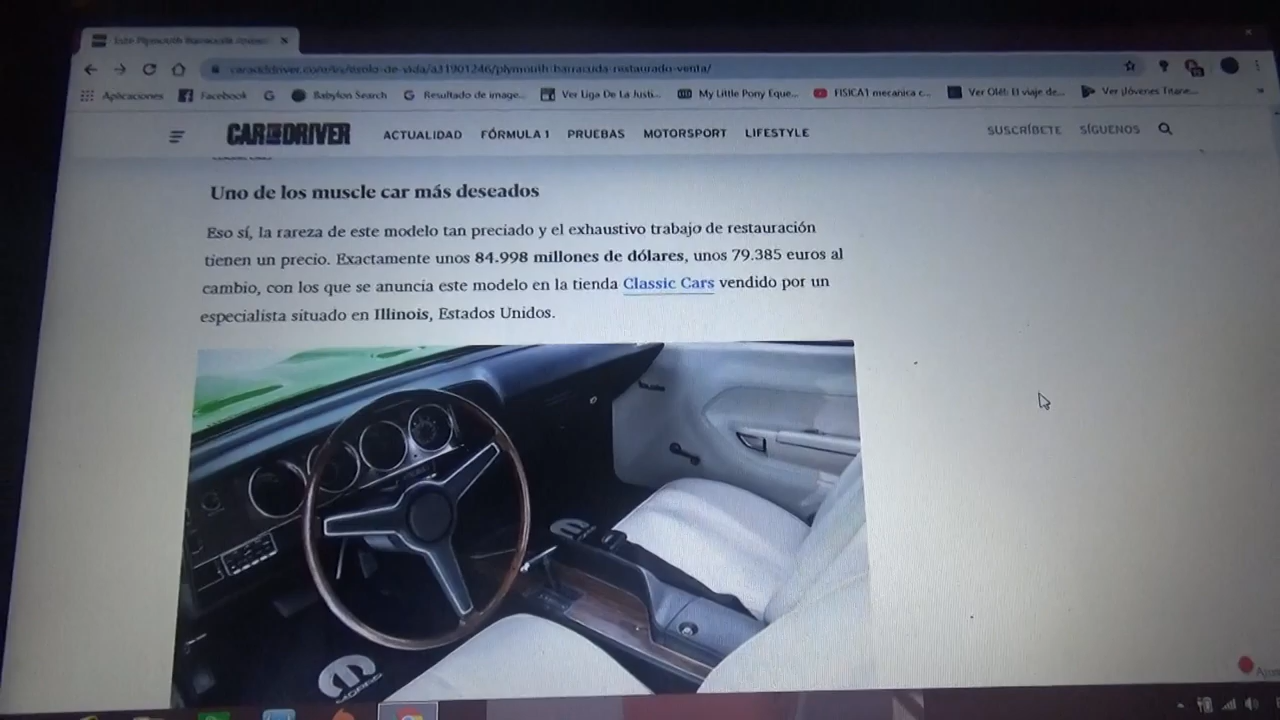 Este Plymouth Barracuda
caranddriver.com/es/estilo-de-vida/a31901246/plymouth-barracuda-restaurado-venta/
Aplicaciones Facebook Babylon Search Resultado de image... Ver Liga De La Justi... My Little Pony Eque... FISICA1 mecanica c... Ver Olé!: El viaje de... Ver ¡Jóvenes Titane...
CAR AND DRIVER ACTUALIDAD FÓRMULA 1 PRUEBAS MOTORSPORT LIFESTYLE SUSCRÍBETE SÍGUENOS
Uno de los muscle car más deseados
Eso sí, la rareza de este modelo tan preciado y el exhaustivo trabajo de restauración
tienen un precio. Exactamente unos 84.998 millones de dólares, unos 79.385 euros al
cambio, con los que se anuncia este modelo en la tienda Classic Cars vendido por un
especialista situado en Illinois, Estados Unidos.
MOPAR